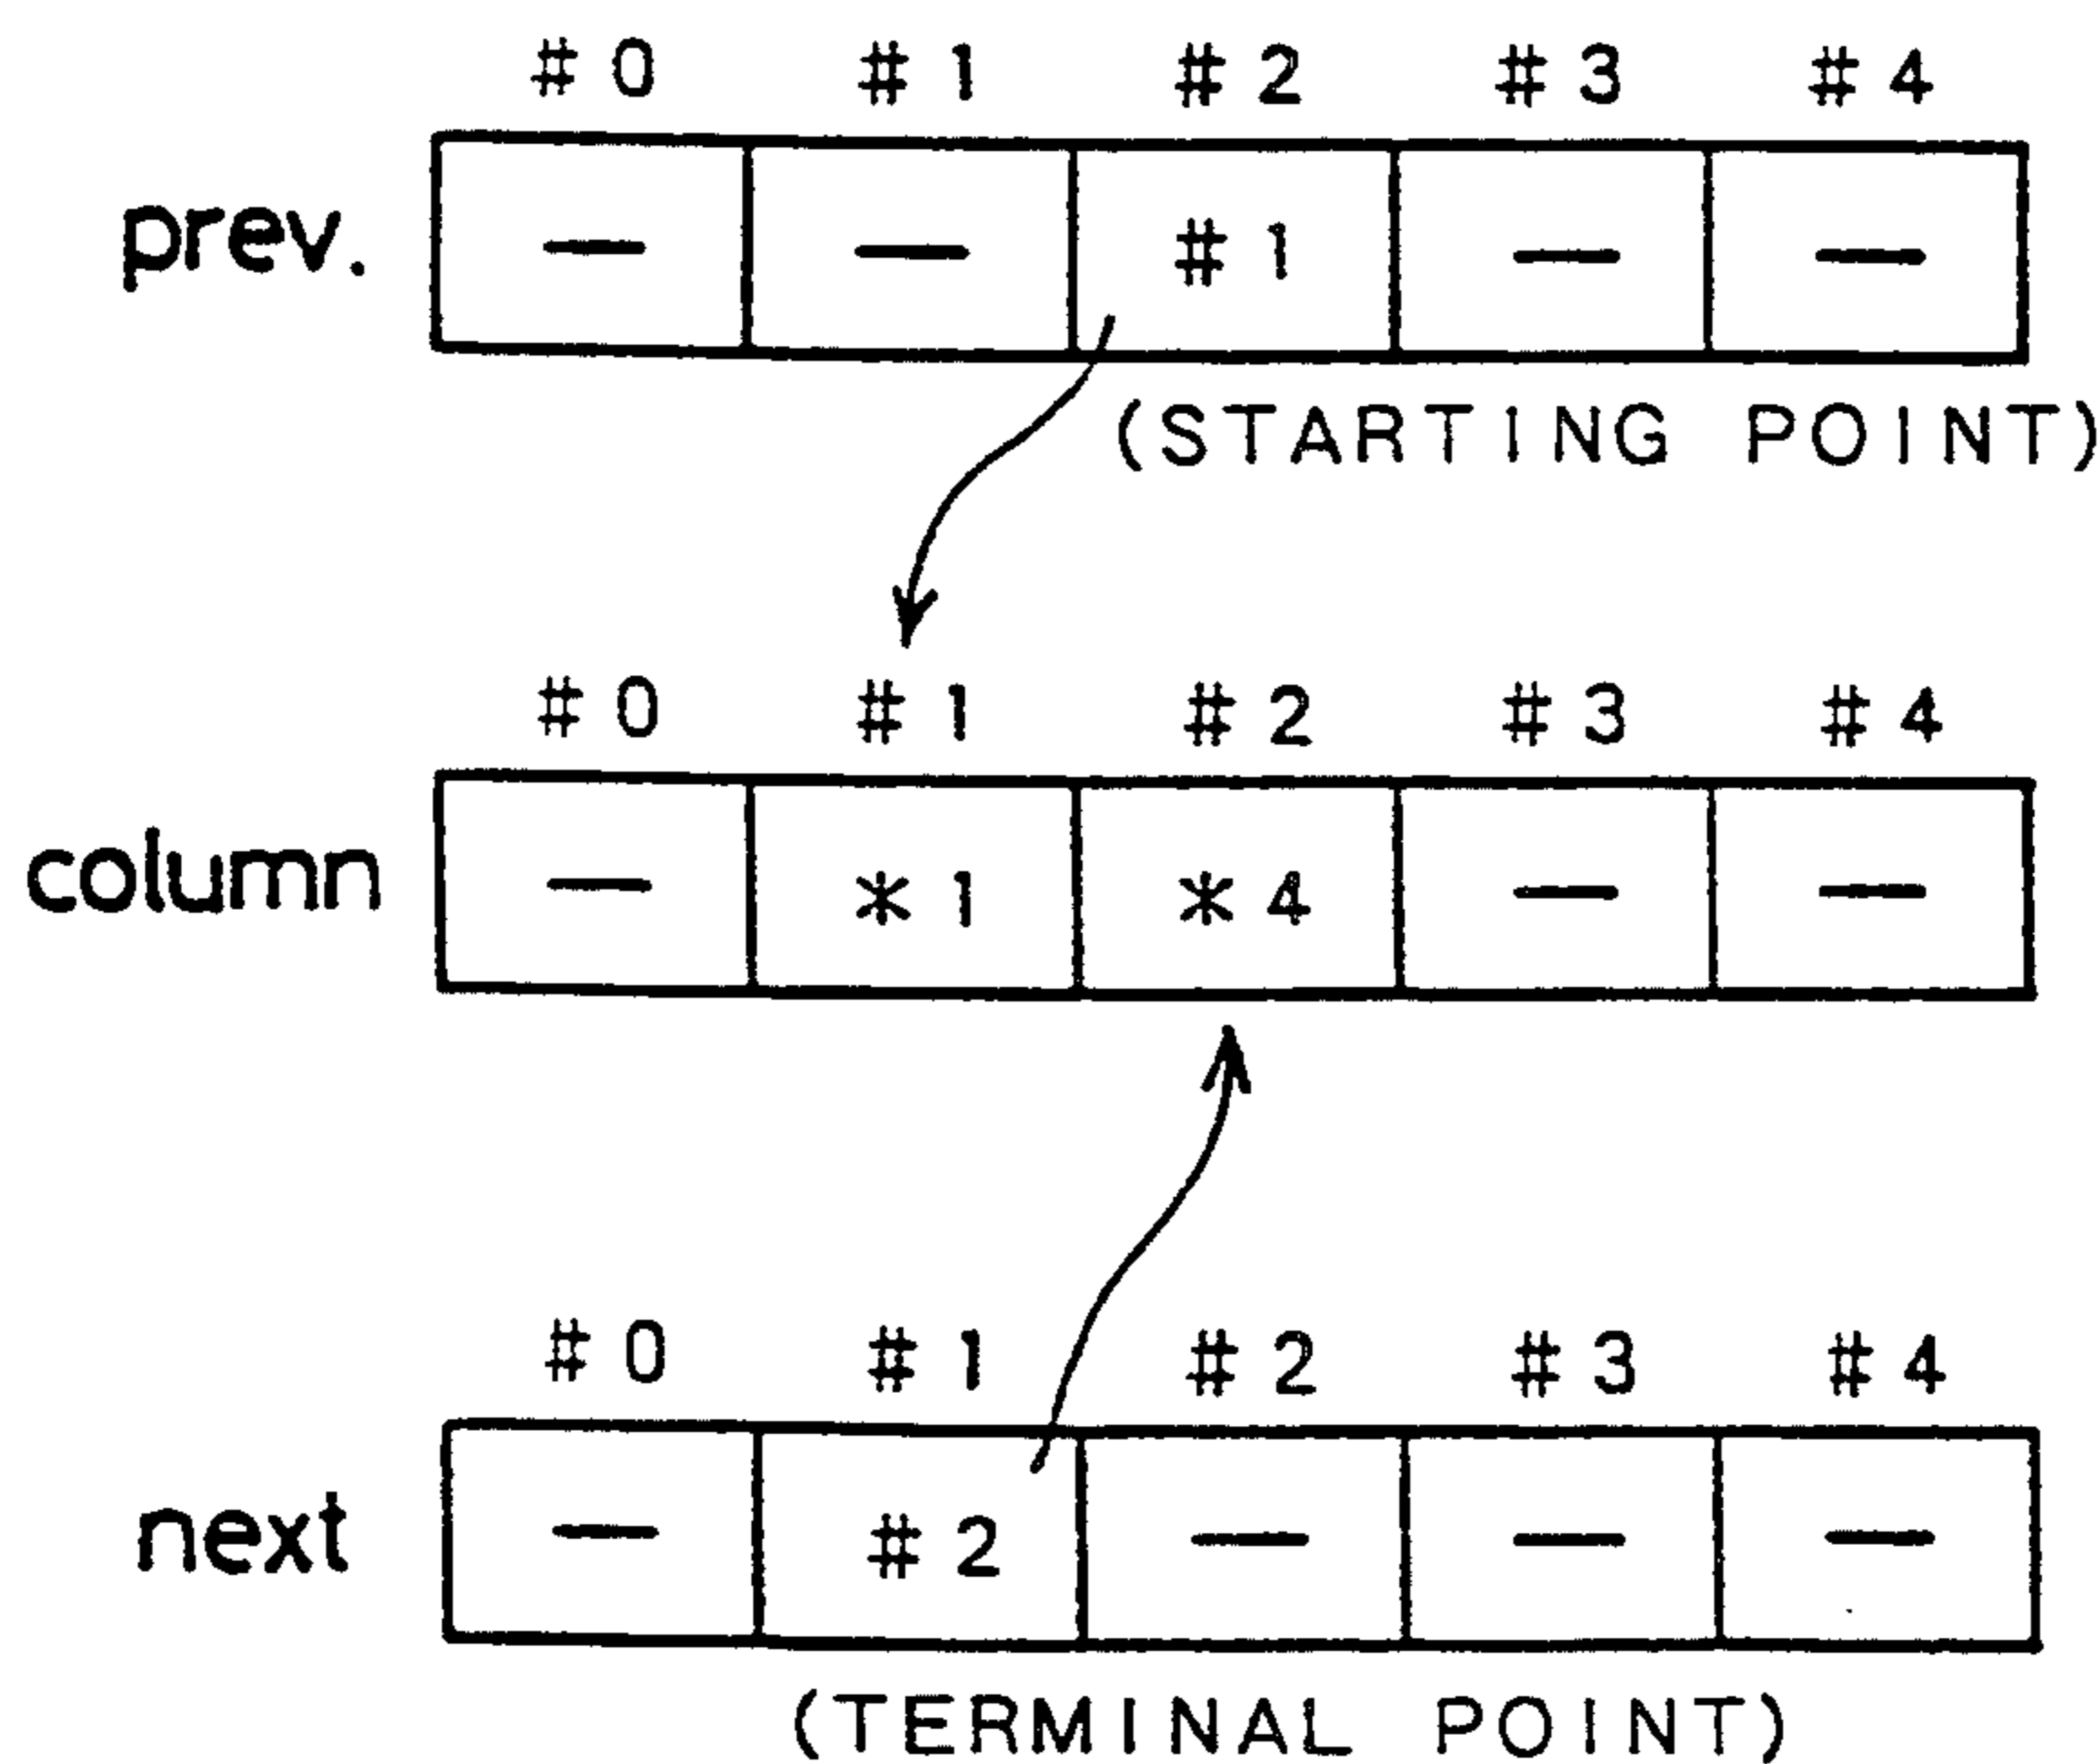 # 0 # 1 # 2 # 3 # 4
prev. — — # 1 — —
(STARTING POINT)
# 0 # 1 # 2 # 3 # 4
column — * 1 * 4 — —
# 0 # 1 # 2 # 3 # 4
next — # 2 — — —
(TERMINAL POINT)